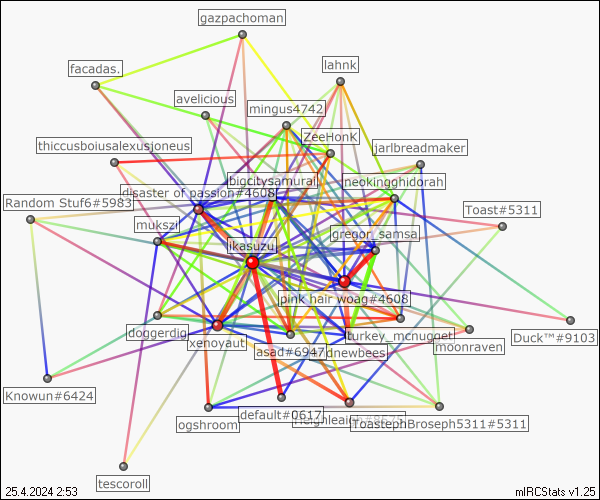 gazpachoman
lahnk
facadas.
avelicious
mingus4742
ZeeHonk
thiccusboiusalexusjoneus
jarlbreadmaker
bigcitysamurai
neokingghidorah
disaster of passion#4608
Random Stuf6#5983
Toast#5311
mukszi
gregor_samsa
likasuzu
pink hair woag#4608
doggerdig
xenoyaut
turkey_mcnugget
Duck™#9103
moonraven
asad#6947
dnewbees
Knowun#6424
default#0617
ogshroom
ToastephBroseph5311#5311
tescoroll
25.4.2024 2:53
mIRCStats v1.25